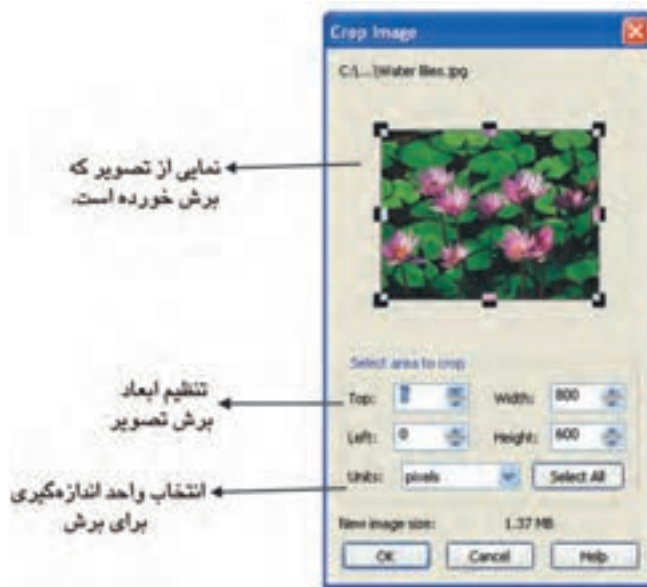 Crop Image
C:\...\Water lilies.jpg
نمایی از تصویر که
برش خورده است.
Select area to crop
تنظیم ابعاد
برش تصویر
Top: 0 Width: 800
Left: 0 Height: 600
انتخاب واحد اندازه‌گیری
برای برش
Units: pixels Select All
New image size: 1.37 MB
OK Cancel Help